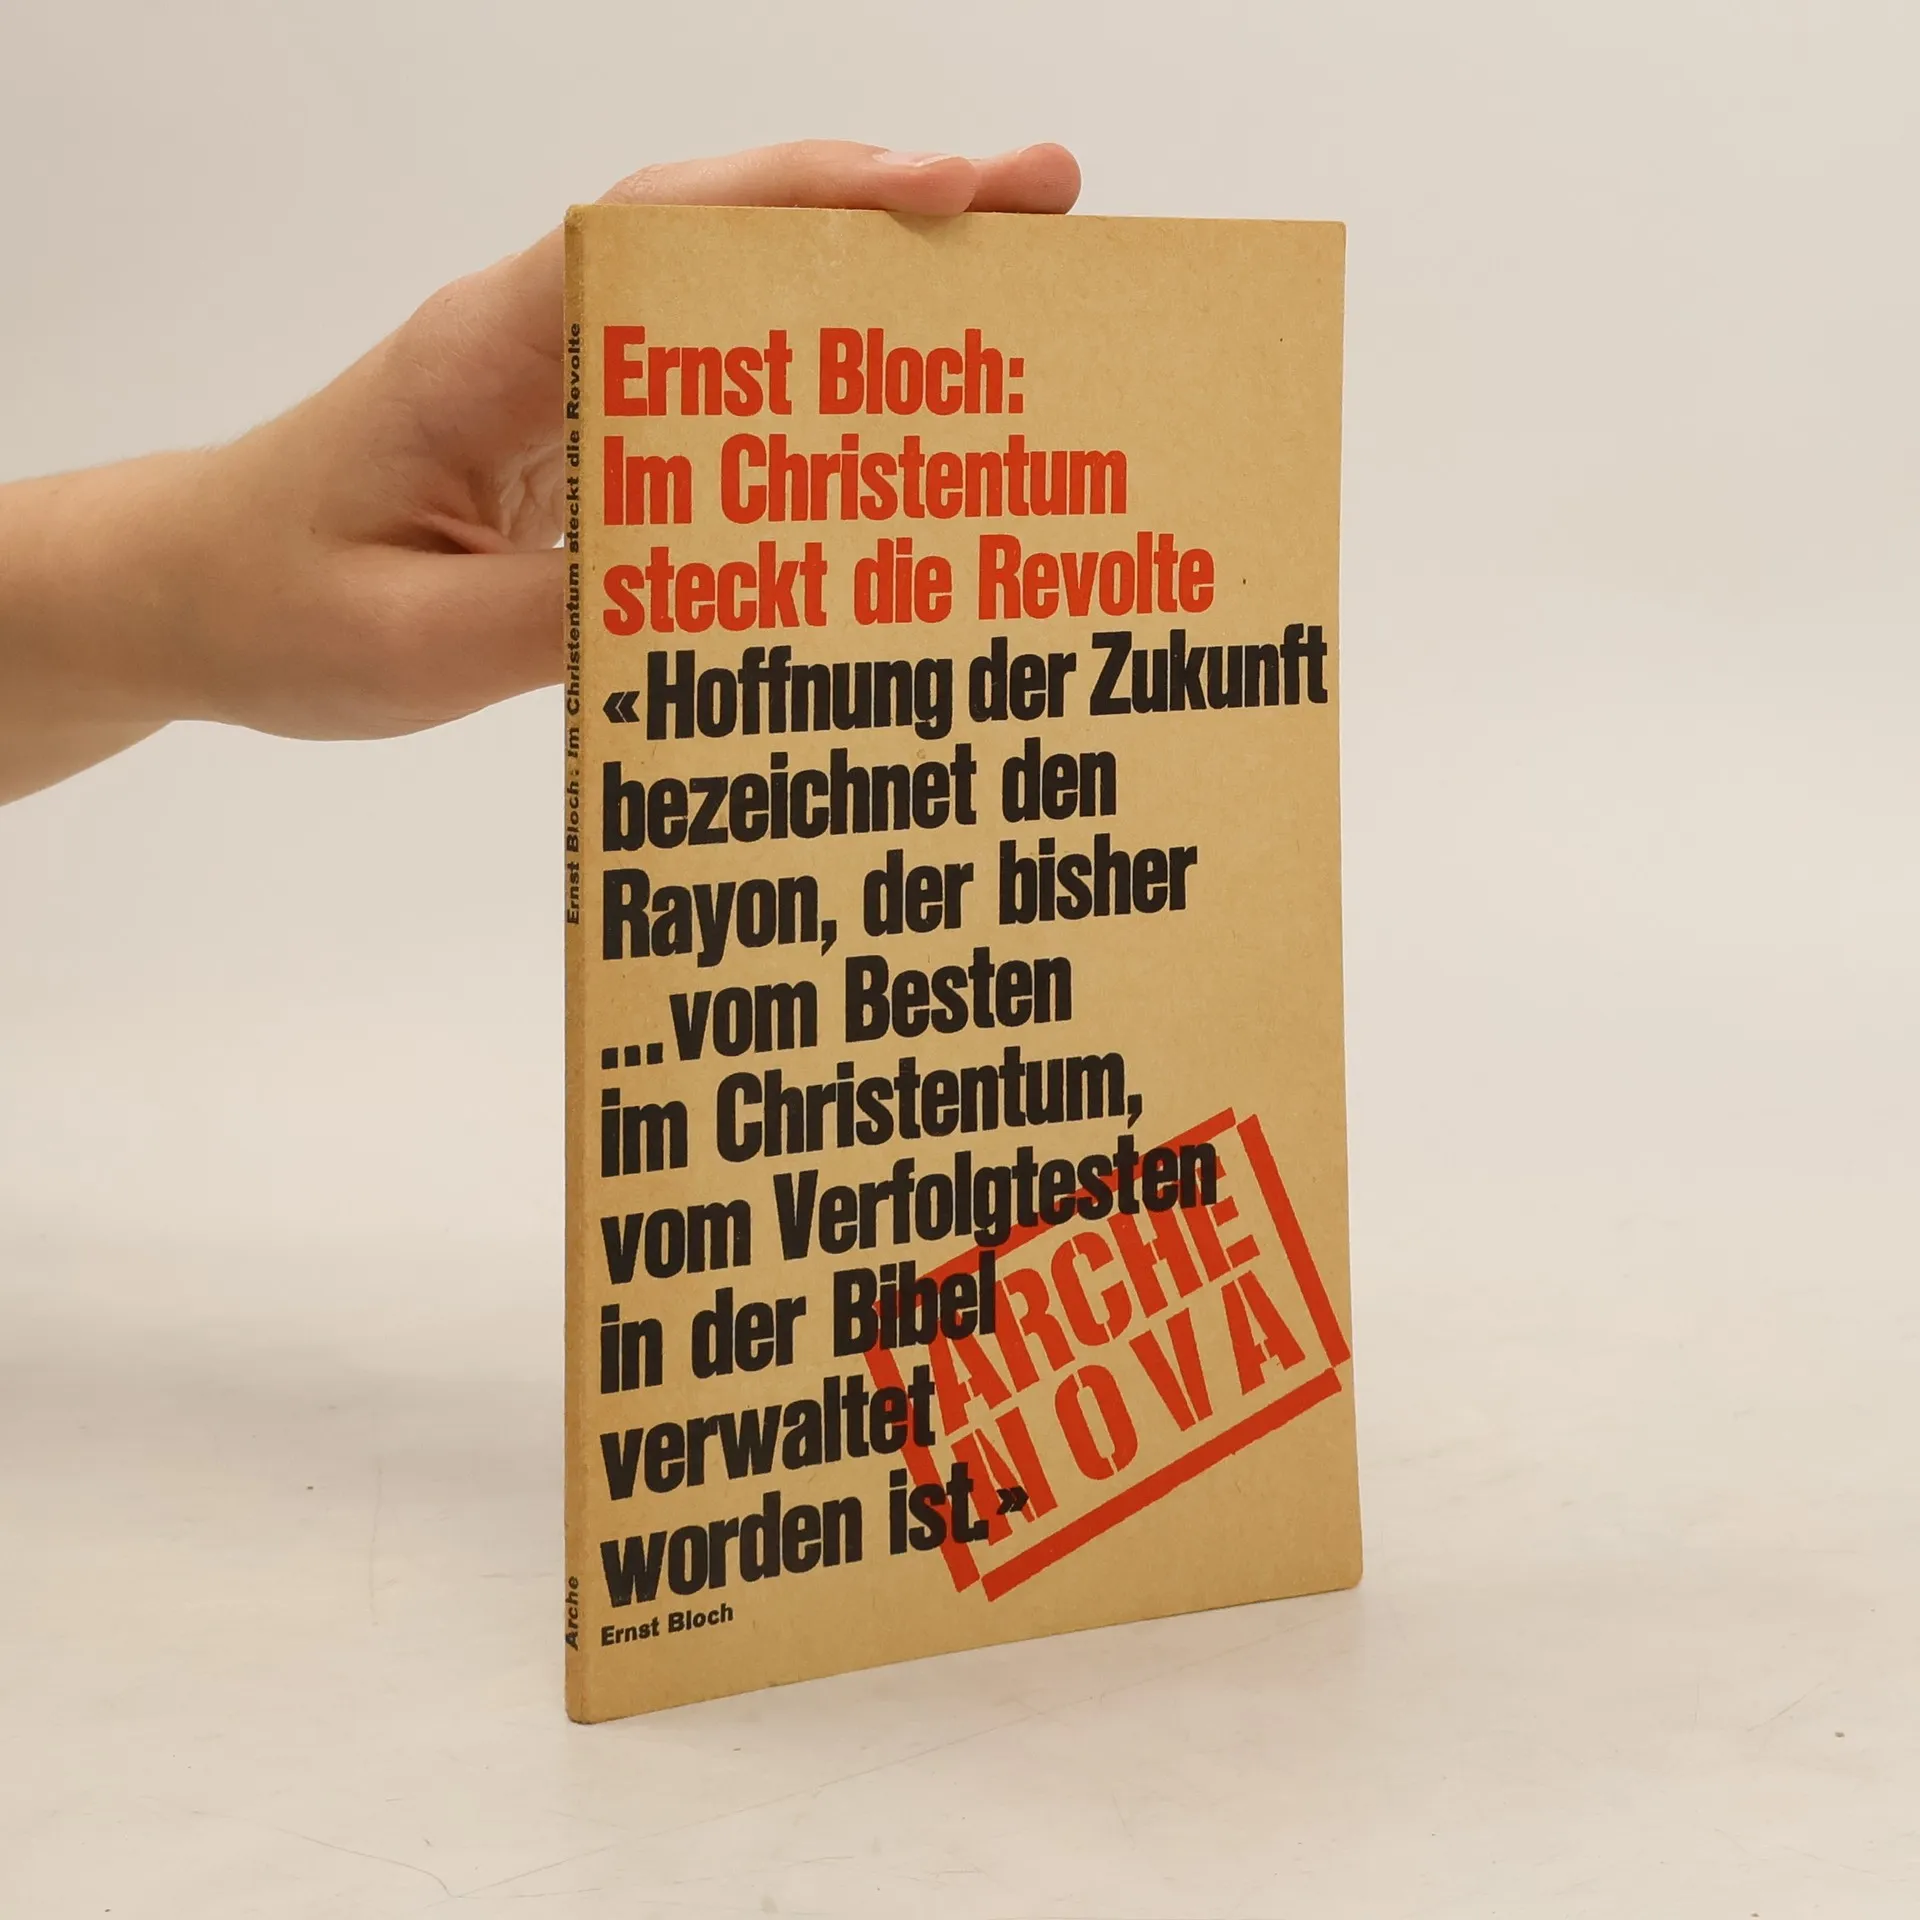 Ernst Bloch:
Im Christentum
steckt die Revolte
«Hoffnung der Zukunft
bezeichnet den
Rayon, der bisher
...vom Besten
im Christentum,
vom Verfolgtesten
in der Bibel
verwaltet
worden ist.»
Ernst Bloch
ARCHE
NOVA
Ernst Bloch: Im Christentum steckt die Revolte
Arche